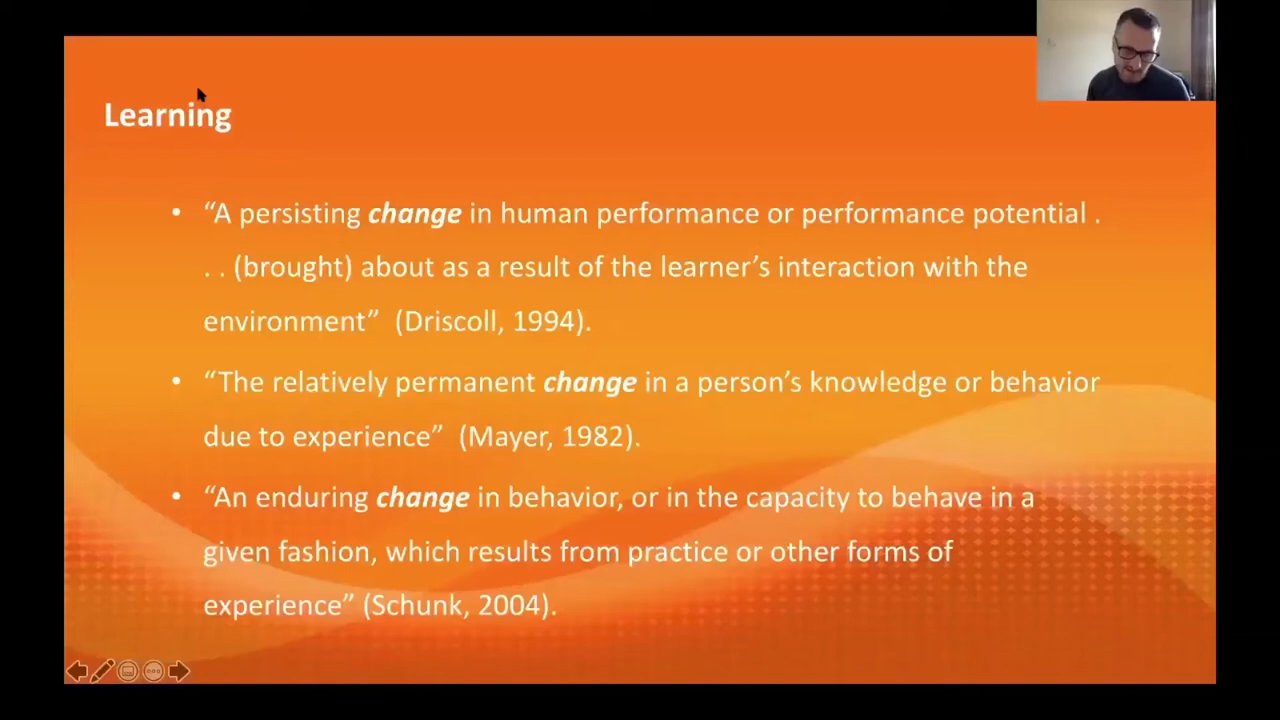 Learning
• “A persisting change in human performance or performance potential .
. . (brought) about as a result of the learner’s interaction with the
environment”  (Driscoll, 1994).
• “The relatively permanent change in a person’s knowledge or behavior
due to experience”  (Mayer, 1982).
• “An enduring change in behavior, or in the capacity to behave in a
given fashion, which results from practice or other forms of
experience” (Schunk, 2004).